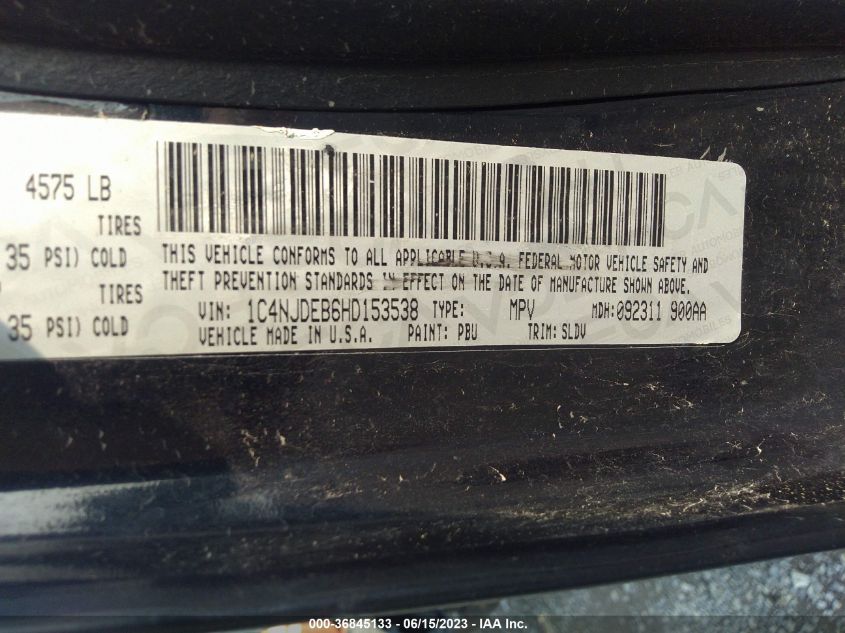 4575 LB
TIRES
35 PSI) COLD
TIRES
35 PSI) COLD
THIS VEHICLE CONFORMS TO ALL APPLICABLE U.S.A. FEDERAL MOTOR VEHICLE SAFETY AND
THEFT PREVENTION STANDARDS IN EFFECT ON THE DATE OF MANUFACTURE SHOWN ABOVE.
VIN: 1C4NJDEB6HD153538 TYPE: MPV MDH: 092311 900AA
VEHICLE MADE IN U.S.A. PAINT: PBU TRIM: SLDV
000-36845133 - 06/15/2023 - IAA Inc.